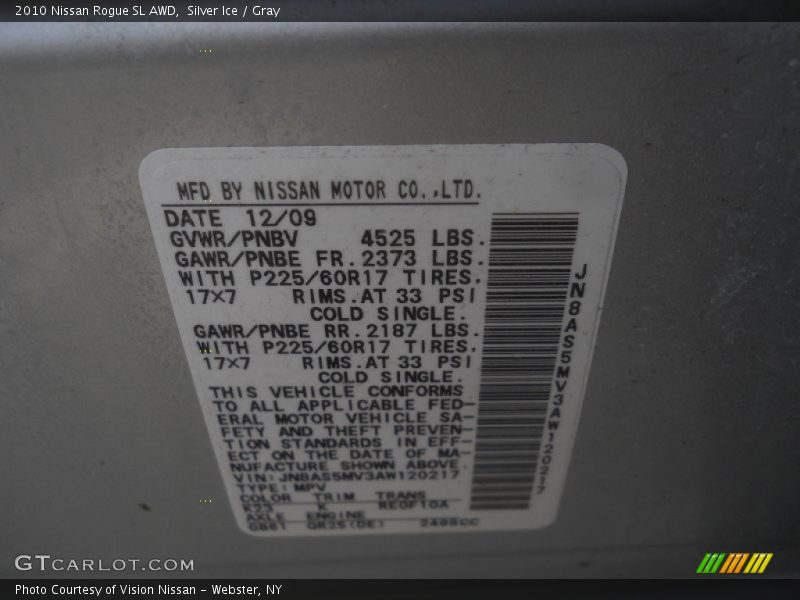 2010 Nissan Rogue SL AWD,  Silver Ice / Gray
MFD BY NISSAN MOTOR CO.,LTD.
DATE 12/09
GVWR/PNBV 4525 LBS.
GAWR/PNBE FR.2373 LBS.
WITH P225/60R17 TIRES,
17x7 RIMS.AT 33 PSI
COLD SINGLE.
GAWR/PNBE RR.2187 LBS.
WITH P225/60R17 TIRES,
17x7 RIMS.AT 33 PSI
COLD SINGLE.
THIS VEHICLE CONFORMS
TO ALL APPLICABLE FED-
ERAL MOTOR VEHICLE SA-
FETY AND THEFT PREVEN-
TION STANDARDS IN EFF-
ECT ON THE DATE OF MA-
NUFACTURE SHOWN ABOVE.
VIN:JN8AS5MV3AW120217
TYPE:MPV
COLOR TRIM TRANS
K23 K RE0F10A
AXLE ENGINE
GB61 QR25(DE) 2488CC
JN8AS5MV3AW120217
GTCARLOT.COM
Photo Courtesy of Vision Nissan - Webster, NY